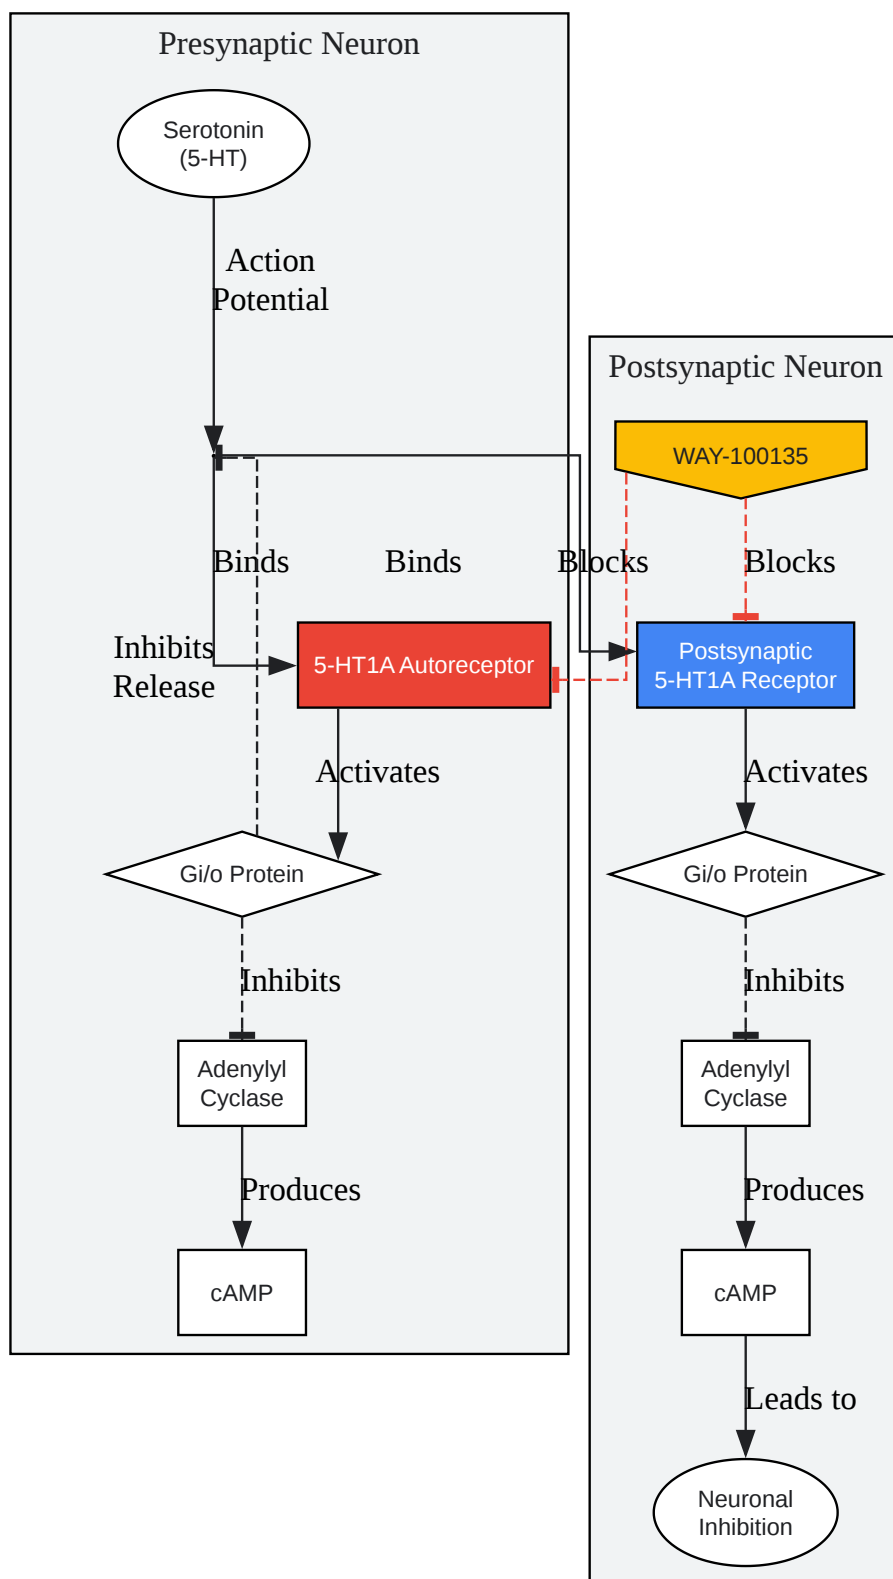 Presynaptic Neuron
Serotonin
(5-HT)
Action
Potential
Postsynaptic Neuron
WAY-100135
Binds
Binds
Blocks
Blocks
Inhibits
Release
5-HT1A Autoreceptor
Postsynaptic
5-HT1A Receptor
Activates
Activates
Gi/o Protein
Gi/o Protein
Inhibits
Inhibits
Adenylyl
Cyclase
Adenylyl
Cyclase
Produces
Produces
cAMP
cAMP
Leads to
Neuronal
Inhibition